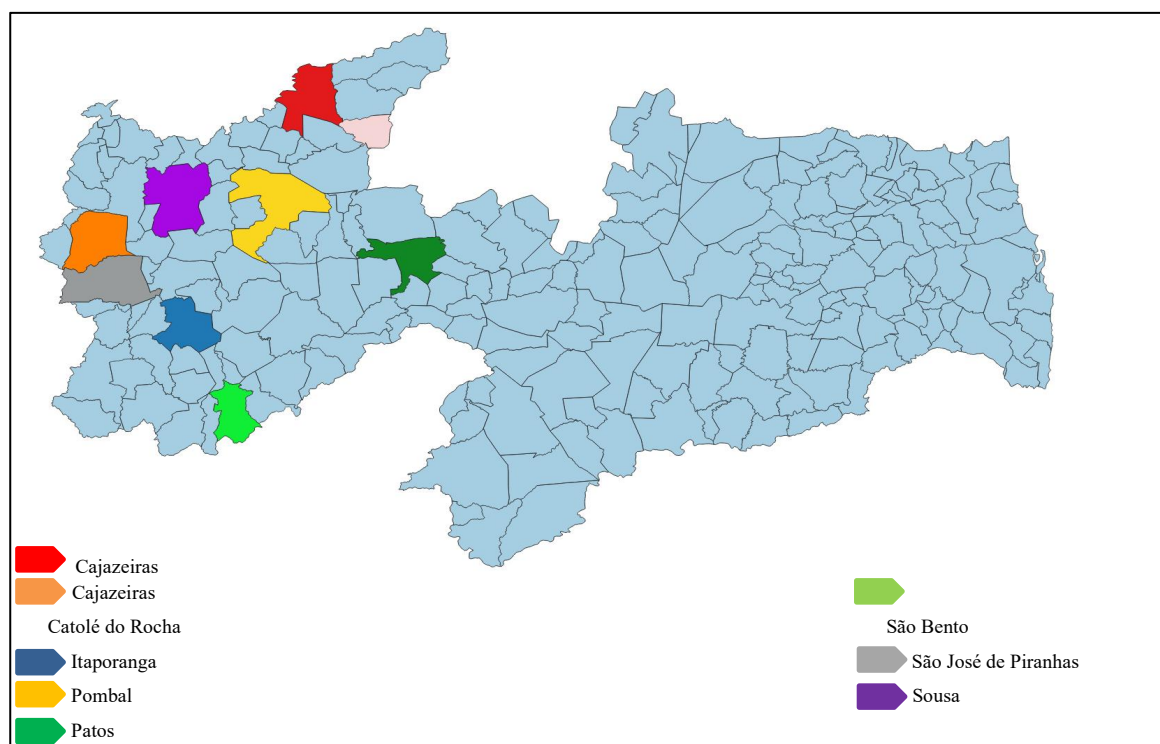 Cajazeiras
Cajazeiras
Catolé do Rocha
Itaporanga
Pombal
Patos
São Bento
São José de Piranhas
Sousa